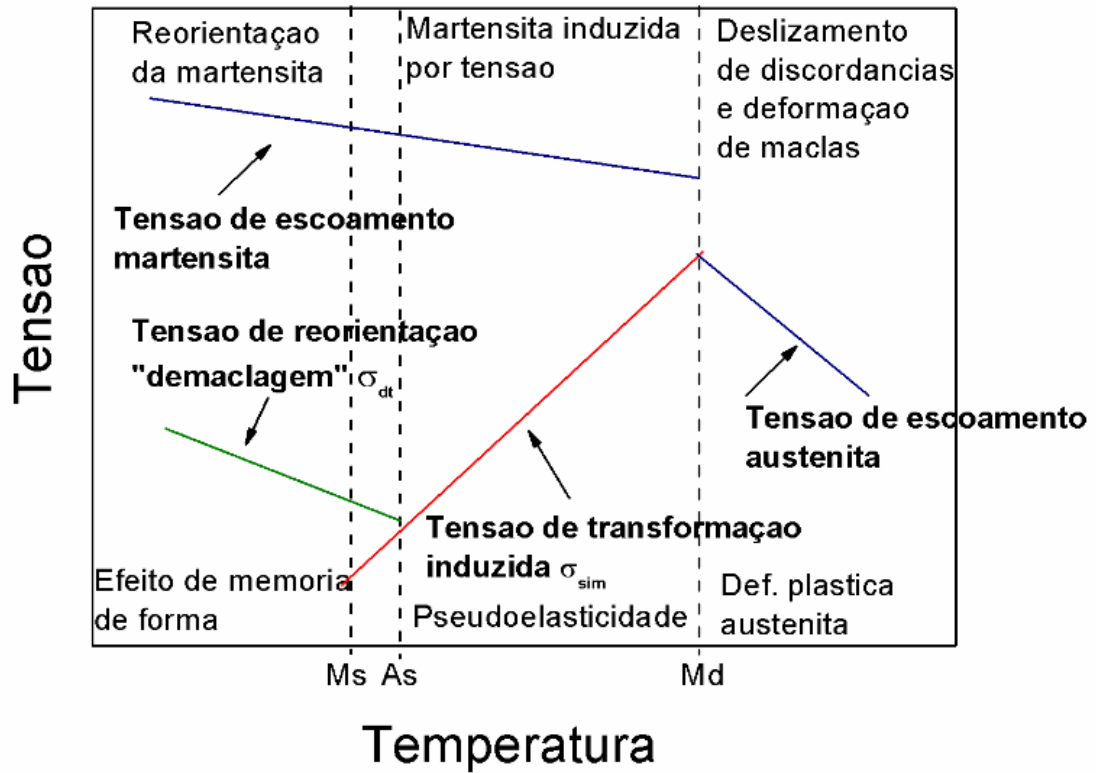 Reorientaçao
da martensita
Martensita induzida
por tensao
Deslizamento
de discordancias
e deformaçao
de maclas
Tensao de escoamento
martensita
Tensao de reorientaçao
"demaclagem" σdt
Tensao de escoamento
austenita
Tensao de transformaçao
induzida σsim
Efeito de memoria
de forma
Pseudoelasticidade
Def. plastica
austenita
Ms
As
Md
Tensao
Temperatura